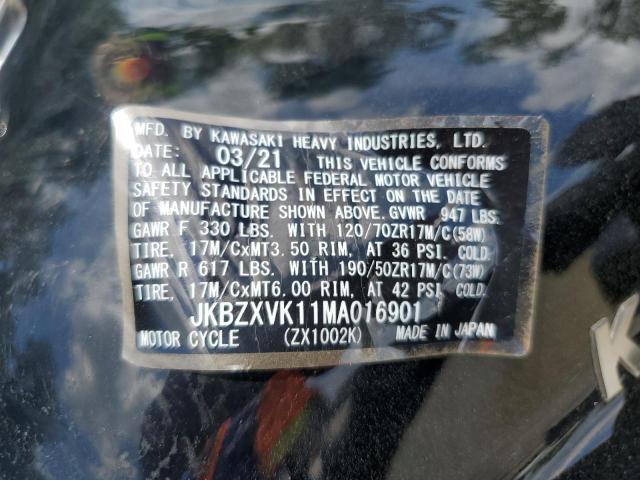 MFD. BY KAWASAKI HEAVY INDUSTRIES, LTD.
DATE: 03/21 THIS VEHICLE CONFORMS
TO ALL APPLICABLE FEDERAL MOTOR VEHICLE
SAFETY STANDARDS IN EFFECT ON THE DATE
OF MANUFACTURE SHOWN ABOVE. GVWR 947 LBS.
GAWR F 330 LBS. WITH 120/70ZR17M/C(58W)
TIRE, 17M/CxMT3.50 RIM, AT 36 PSI. COLD.
GAWR R 617 LBS. WITH 190/50ZR17M/C(73W)
TIRE, 17M/CxMT6.00 RIM, AT 42 PSI. COLD.
JKBZXVK11MA016901
MOTOR CYCLE (ZX1002K) MADE IN JAPAN
K